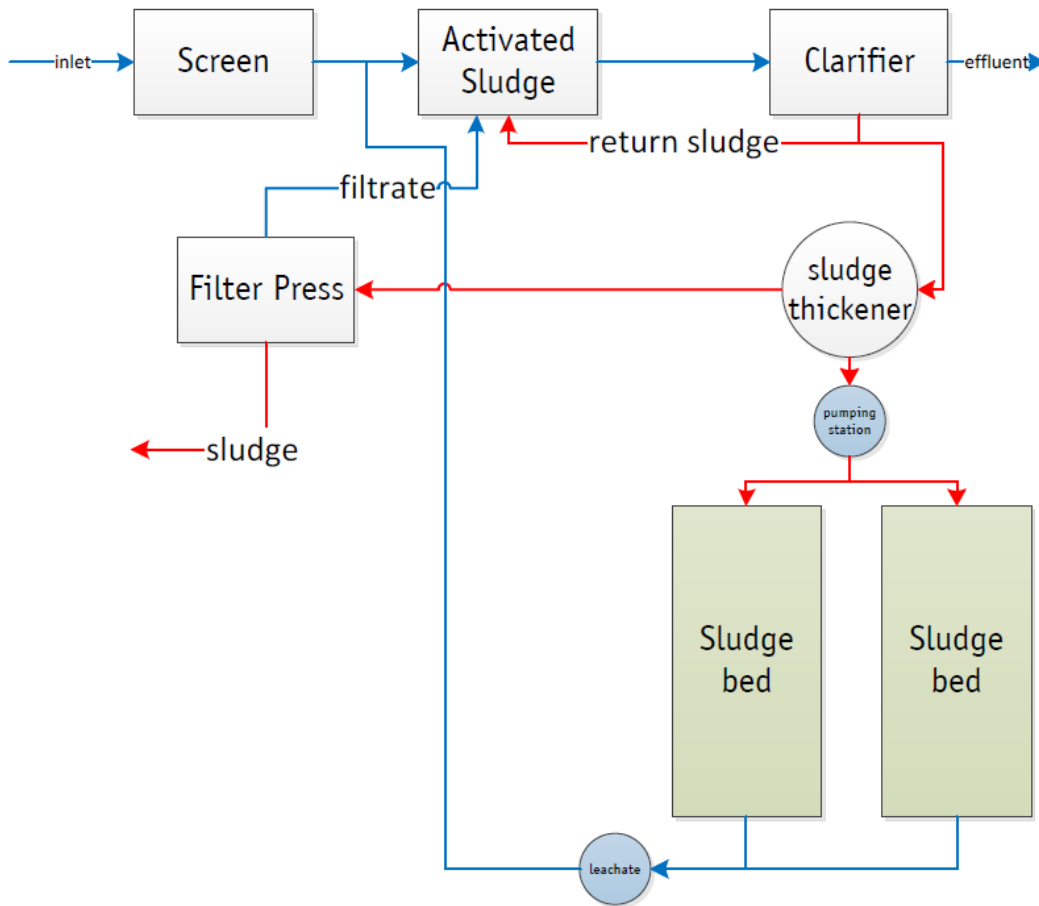 inlet
Screen
Activated
Sludge
Clarifier
effluent
return sludge
filtrate
Filter Press
sludge
thickener
pumping
station
sludge
Sludge
bed
Sludge
bed
leachate